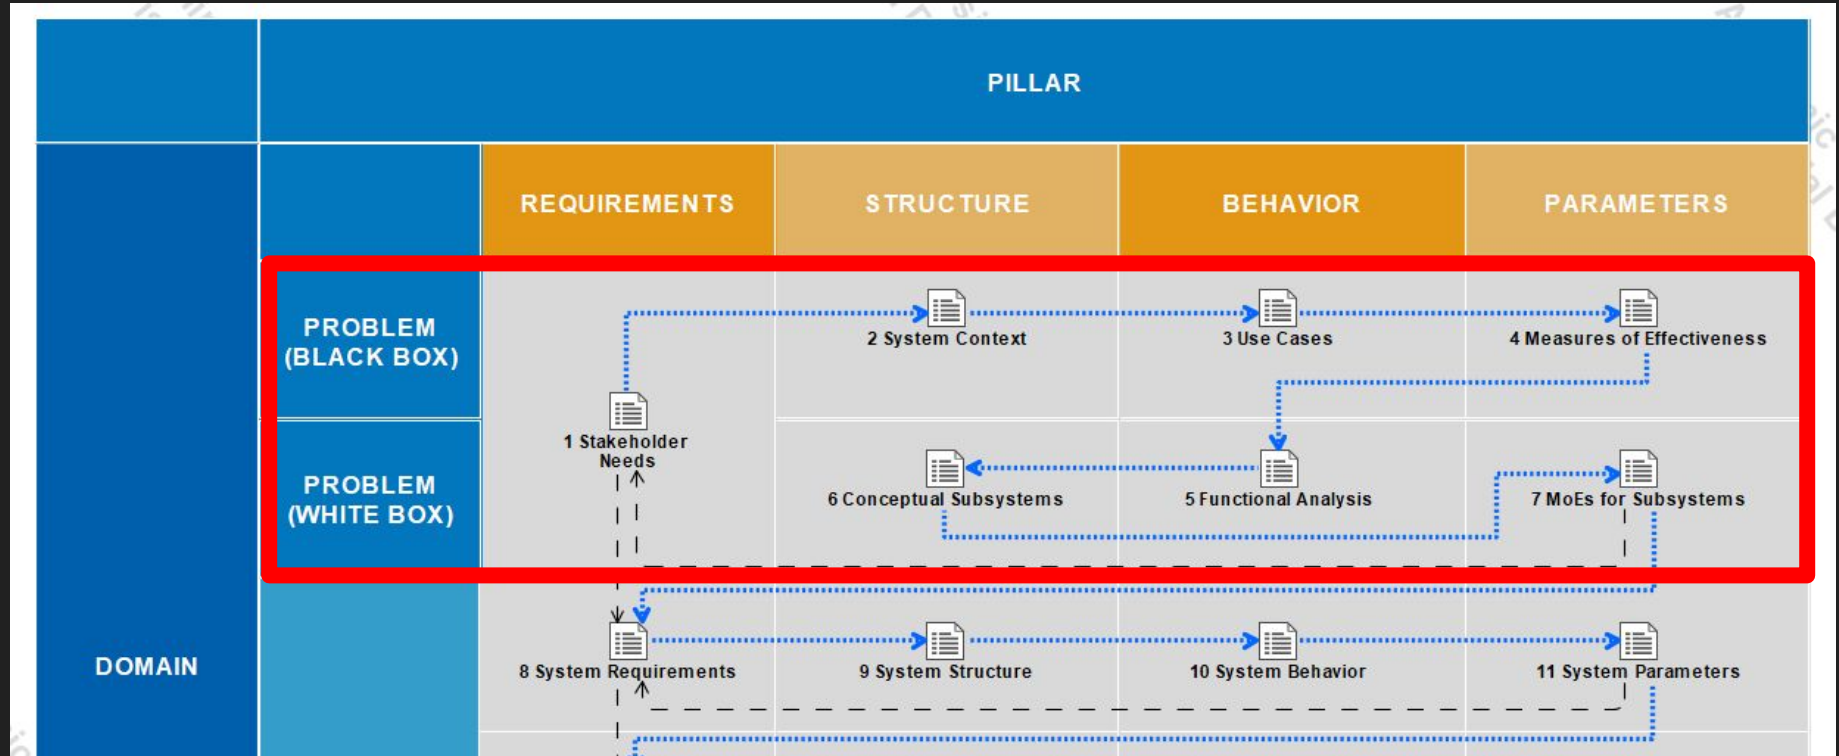 PILLAR
REQUIREMENTS
STRUCTURE
BEHAVIOR
PARAMETERS
PROBLEM
(BLACK BOX)
2 System Context
3 Use Cases
4 Measures of Effectiveness
1 Stakeholder
Needs
PROBLEM
(WHITE BOX)
6 Conceptual Subsystems
5 Functional Analysis
7 MoEs for Subsystems
DOMAIN
8 System Requirements
9 System Structure
10 System Behavior
11 System Parameters